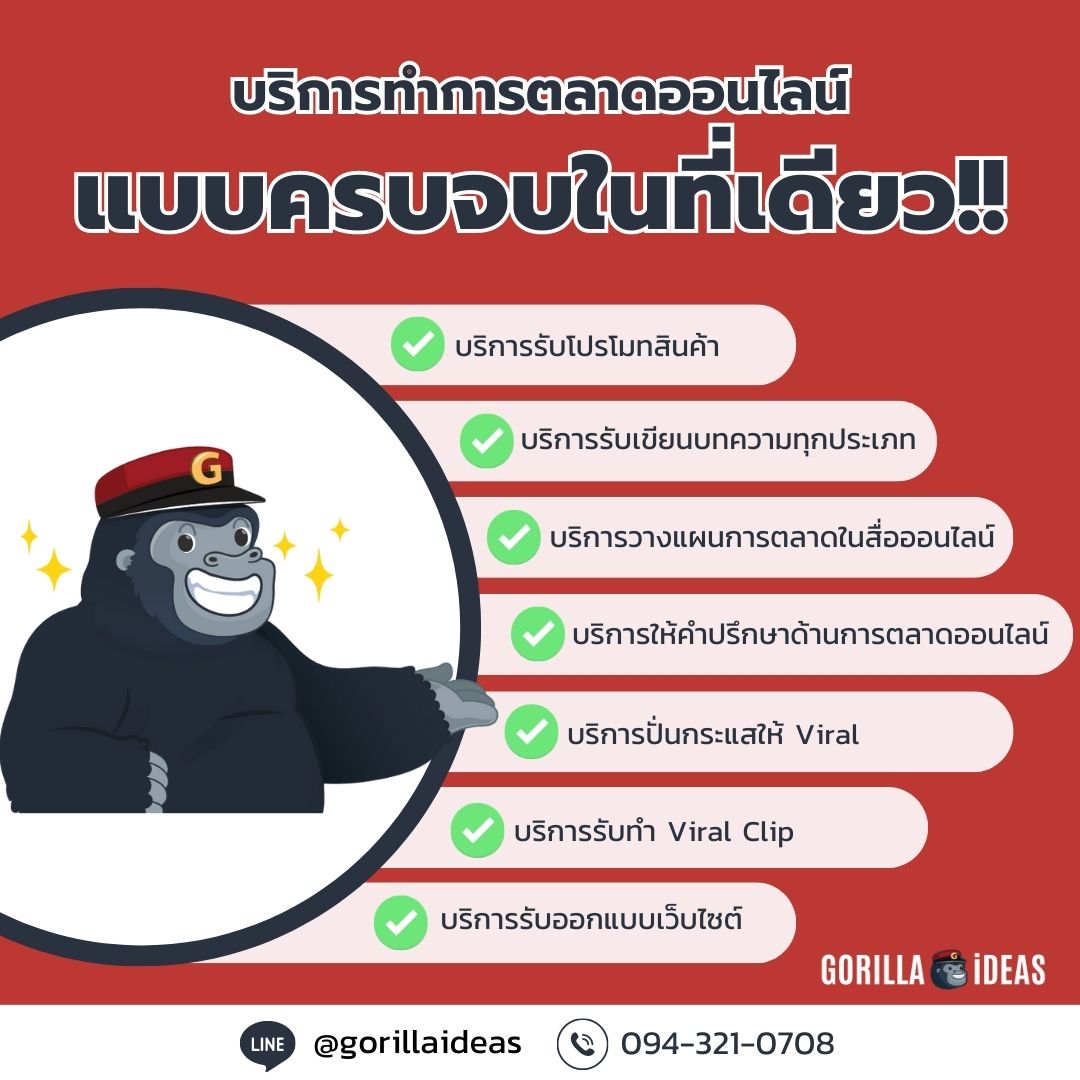 บริการทำการตลาดออนไลน์
แบบครบจบในที่เดียว!!
บริการรับโปรโมทสินค้า
บริการรับเขียนบทความทุกประเภท
บริการวางแผนการตลาดในสื่อออนไลน์
บริการให้คำปรึกษาด้านการตลาดออนไลน์
บริการปั่นกระแสให้ Viral
บริการรับทำ Viral Clip
บริการรับออกแบบเว็บไซต์
G
GORILLA G iDEAS
LINE @gorillaideas 094-321-0708